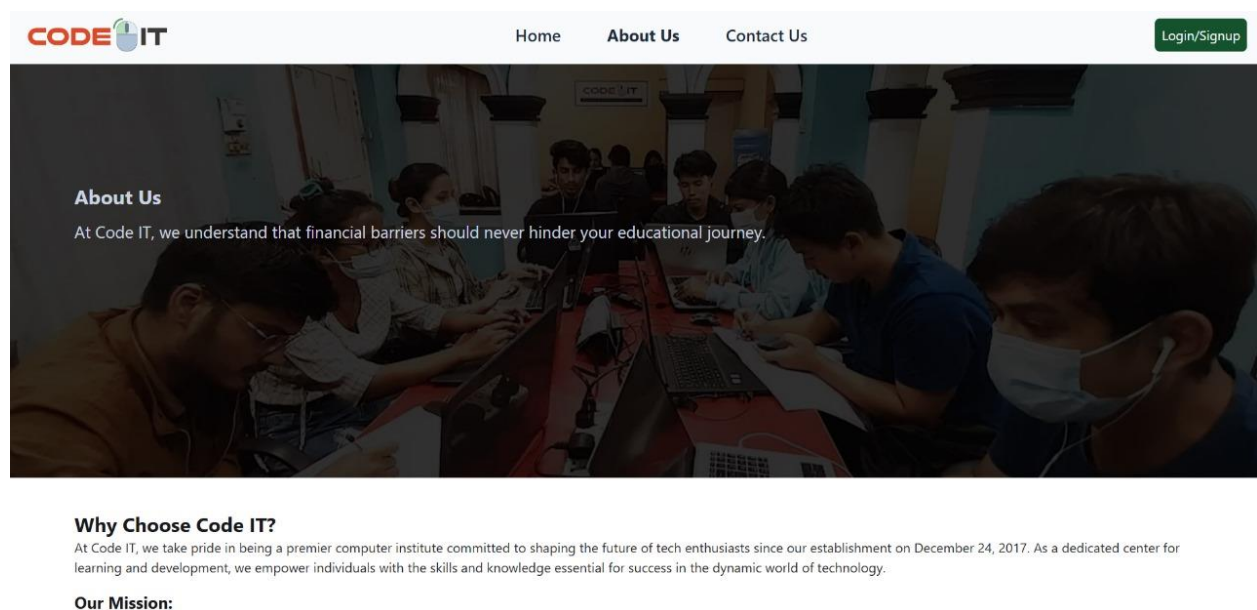 CODE IT
Home
About Us
Contact Us
Login/Signup
CODE IT
About Us
At Code IT, we understand that financial barriers should never hinder your educational journey.
Why Choose Code IT?
At Code IT, we take pride in being a premier computer institute committed to shaping the future of tech enthusiasts since our establishment on December 24, 2017. As a dedicated center for
learning and development, we empower individuals with the skills and knowledge essential for success in the dynamic world of technology.
Our Mission: